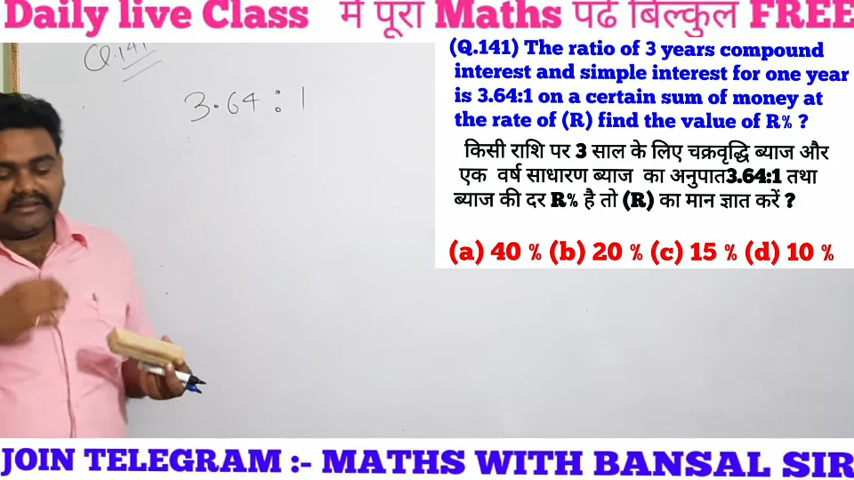 Daily live Class में पूरा Maths पढें बिल्कुल FREE
Q.141
3.64 : 1
(Q.141) The ratio of 3 years compound
interest and simple interest for one year
is 3.64:1 on a certain sum of money at
the rate of (R) find the value of R% ?
किसी राशि पर 3 साल के लिए चक्रवृद्धि ब्याज और
एक वर्ष साधारण ब्याज का अनुपात3.64:1 तथा
ब्याज की दर R% है तो (R) का मान ज्ञात करें ?
(a) 40 % (b) 20 % (c) 15 % (d) 10 %
JOIN TELEGRAM :- MATHS WITH BANSAL SIR